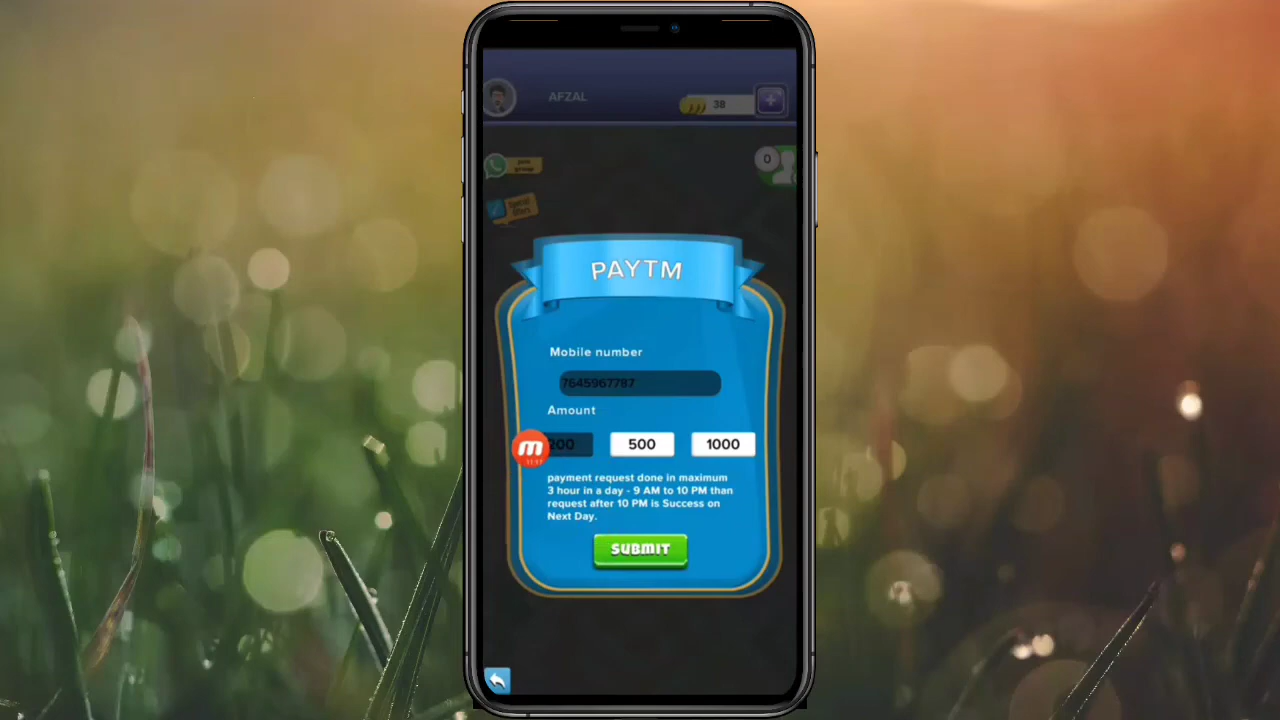 AFZAL
38
0
PAYTM
Mobile number
7645967787
Amount
200 500 1000
payment request done in maximum
3 hour in a day - 9 AM to 10 PM than
request after 10 PM is Success on
Next Day.
SUBMIT